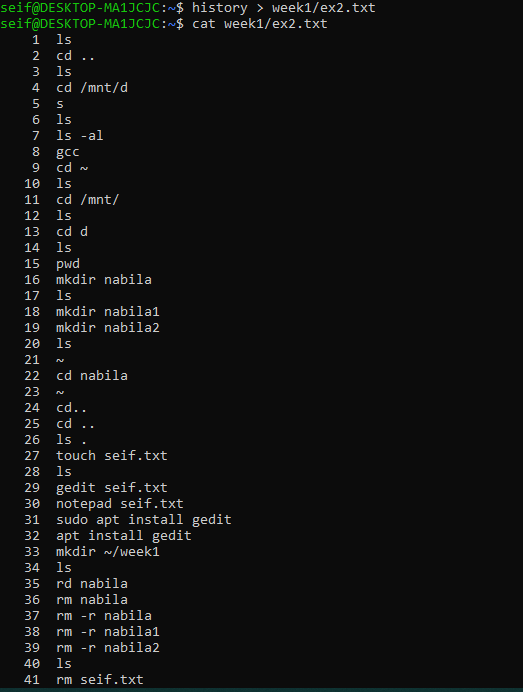 seif@DESKTOP-MA1JCJC:~$ history > week1/ex2.txt
seif@DESKTOP-MA1JCJC:~$ cat week1/ex2.txt
1 ls
2 cd ..
3 ls
4 cd /mnt/d
5 s
6 ls
7 ls -al
8 gcc
9 cd ~
10 ls
11 cd /mnt/
12 ls
13 cd d
14 ls
15 pwd
16 mkdir nabila
17 ls
18 mkdir nabila1
19 mkdir nabila2
20 ls
21 ~
22 cd nabila
23 ~
24 cd..
25 cd ..
26 ls .
27 touch seif.txt
28 ls
29 gedit seif.txt
30 notepad seif.txt
31 sudo apt install gedit
32 apt install gedit
33 mkdir ~/week1
34 ls
35 rd nabila
36 rm nabila
37 rm -r nabila
38 rm -r nabila1
39 rm -r nabila2
40 ls
41 rm seif.txt